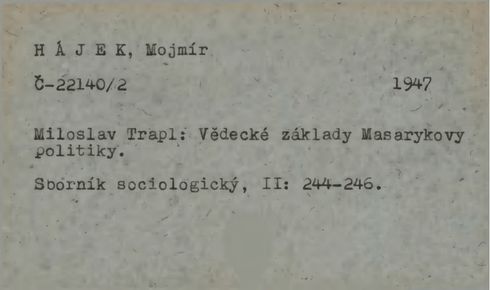 H Á J E K, Mojmír
Č-22140/2 1947
Miloslav Trapl: Vědecké základy Masarykovy
politiky.
Sborník sociologický, II: 244-246.